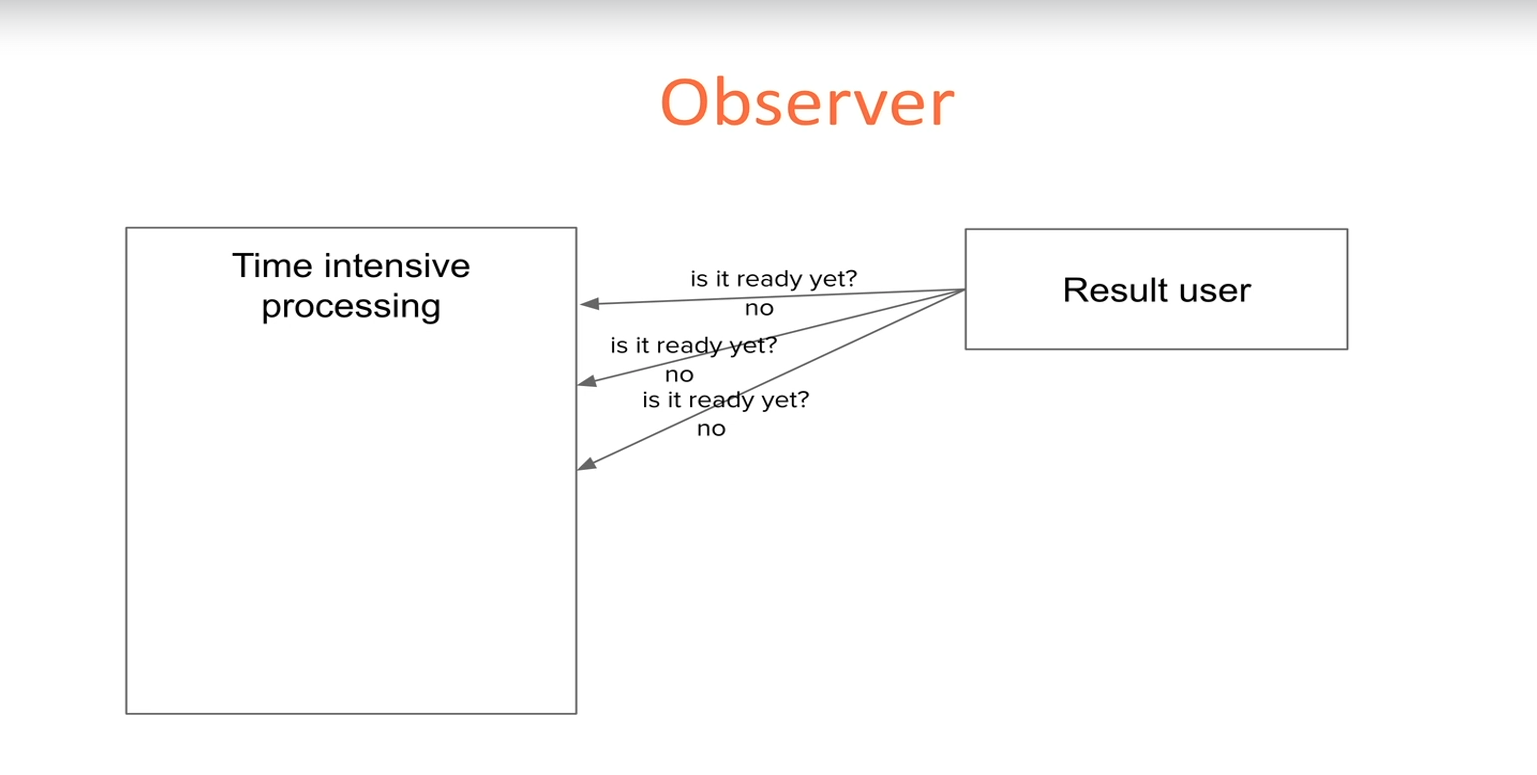 Observer
Time intensive
processing
is it ready yet?
no
is it ready yet?
no
is it ready yet?
no
Result user